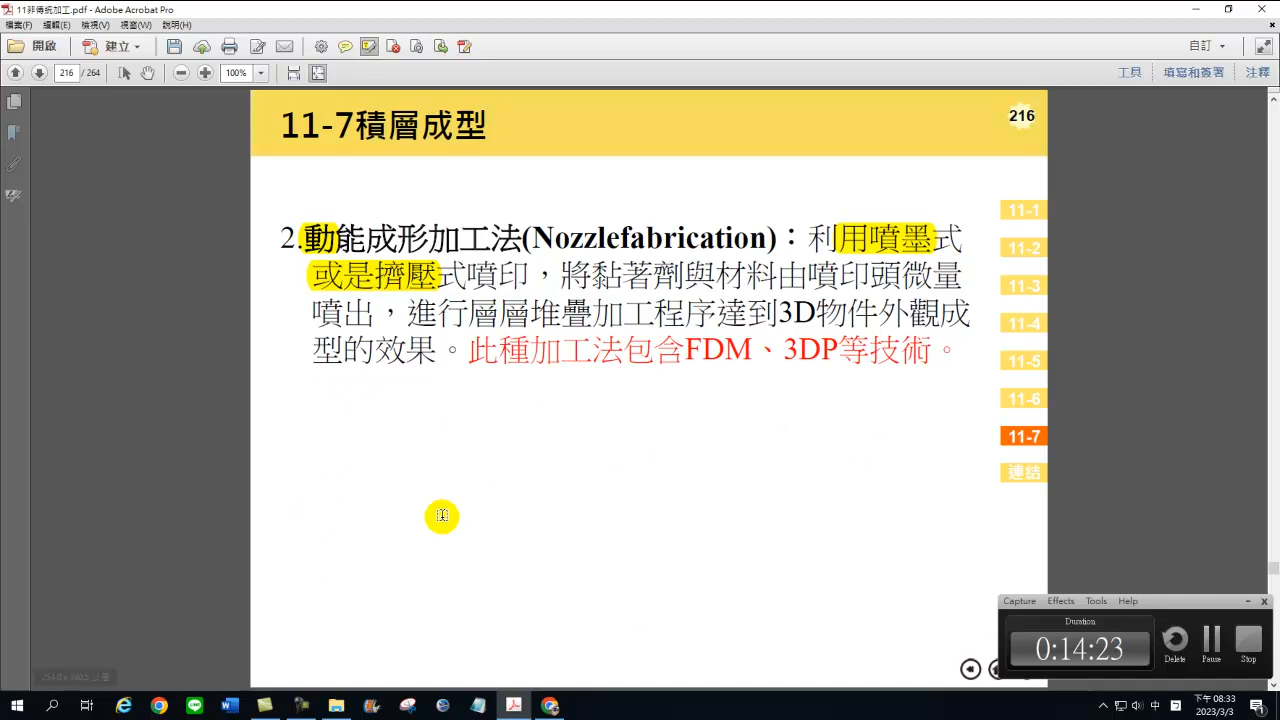 11非傳統加工.pdf - Adobe Acrobat Pro
檔案(F) 編輯(E) 檢視(V) 視窗(W) 說明(H)
開啟 建立 自訂
216 / 264 100% 工具 填寫和簽署 注釋
11-7積層成型
216
2.動能成形加工法(Nozzlefabrication)：利用噴墨式
或是擠壓式噴印，將黏著劑與材料由噴印頭微量
噴出，進行層層堆疊加工程序達到3D物件外觀成
型的效果。此種加工法包含FDM、3DP等技術。
11-1
11-2
11-3
11-4
11-5
11-6
11-7
連結
Capture Effects Tools Help
Duration
0:14:23
Delete Pause Stop
中 下午 08:33
2023/3/3